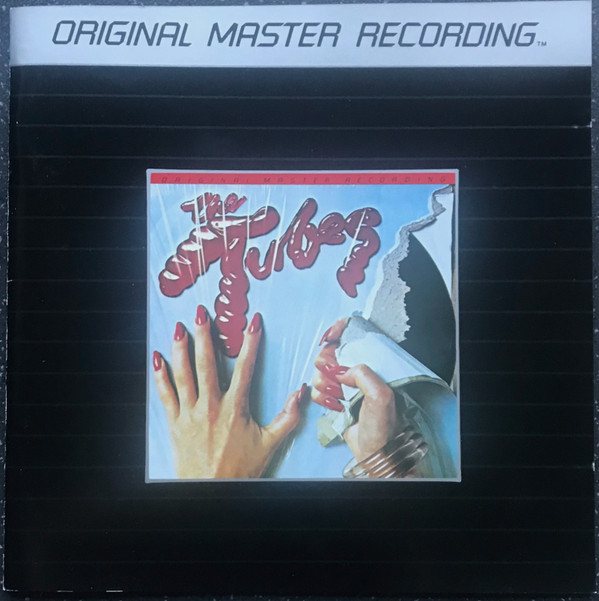 ORIGINAL MASTER RECORDING™
ORIGINAL MASTER RECORDING
The
Tubes